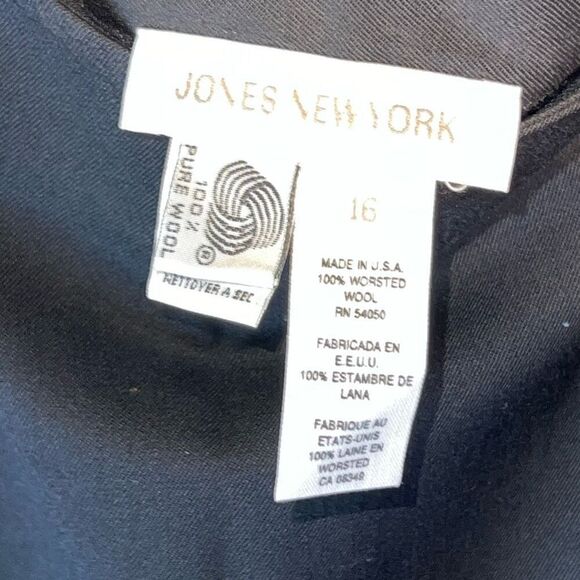 JONES NEW YORK
100%
PURE WOOL
®
NETTOYER A SEC
16
MADE IN U.S.A.
100% WORSTED
WOOL
RN 54050
FABRICADA EN
E.E.U.U.
100% ESTAMBRE DE
LANA
FABRIQUE AU
ETATS-UNIS
100% LAINE EN
WORSTED
CA 08349